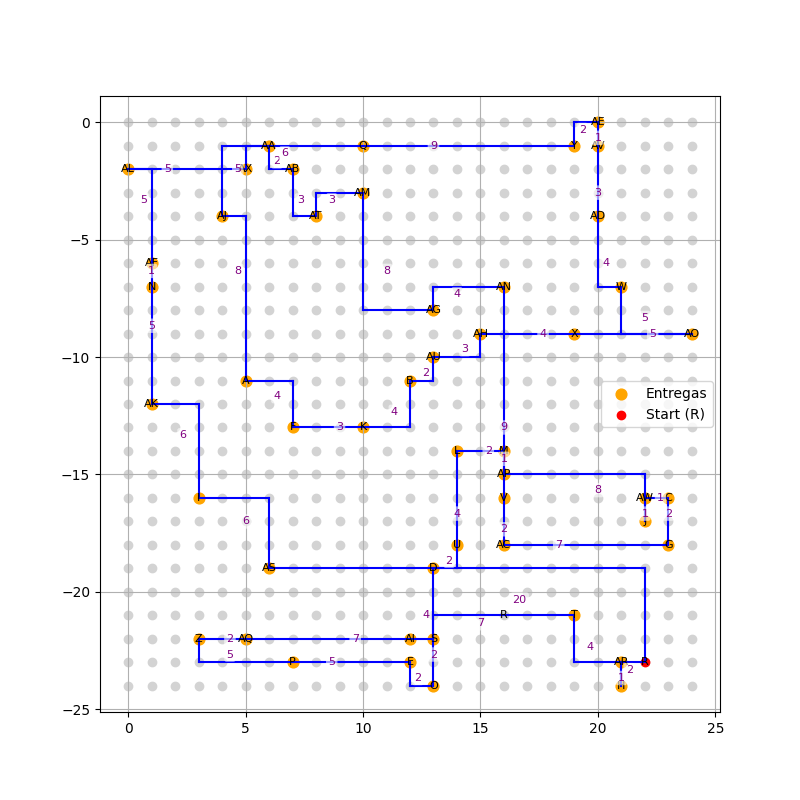 0
AE
2
1
AA
Q
9
Y
AV
6
2
AL
5
5
AB
3
AM
3
5
3
3
AJ
AT
AD
−5
AF
1
8
8
4
N
AN
W
4
AG
5
5
AH
4
X
5
AO
3
−10
AU
2
A
B
4
4
AK
Entregas
Start (R)
6
F
3
K
9
L
2
M
1
−15
AP
8
I
V
AW
1
C
6
4
1
2
J
2
U
AC
7
G
2
AS
D
−20
20
4
R
T
7
Z
2
AQ
7
AI
S
4
5
2
P
5
E
AR
2
R
2
1
O
−25
0
5
10
15
20
25